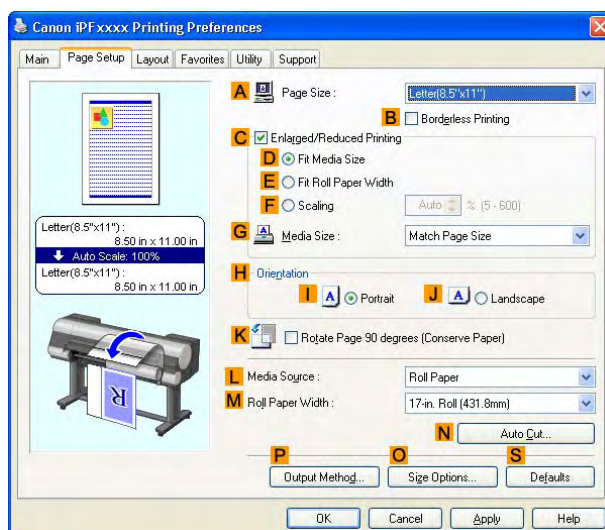 Canon iPFxxxx Printing Preferences
Main Page Setup Layout Favorites Utility Support
A Page Size : Letter(8.5"x11")
B Borderless Printing
C Enlarged/Reduced Printing
D Fit Media Size
E Fit Roll Paper Width
F Scaling Auto % (5 - 600)
G A Media Size : Match Page Size
Letter(8.5"x11") :
8.50 in x 11.00 in
Auto Scale: 100%
Letter(8.5"x11") :
8.50 in x 11.00 in
H Orientation
I A Portrait J A Landscape
K Rotate Page 90 degrees (Conserve Paper)
R
L Media Source : Roll Paper
M Roll Paper Width : 17-in. Roll (431.8mm)
N Auto Cut...
P O S
Output Method... Size Options... Defaults
OK Cancel Apply Help